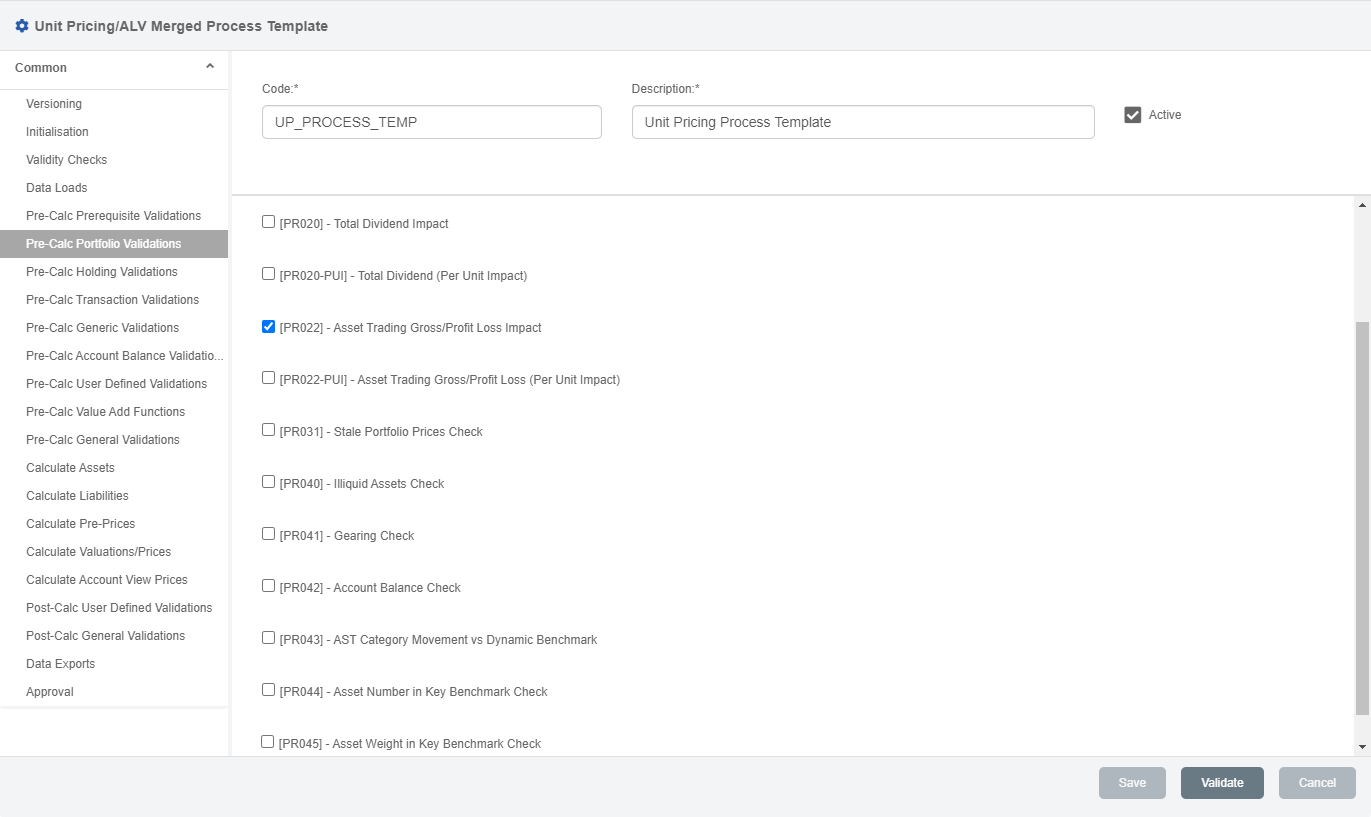 Unit Pricing/ALV Merged Process Template
Common
Versioning
Initialisation
Validity Checks
Data Loads
Pre-Calc Prerequisite Validations
Pre-Calc Portfolio Validations
Pre-Calc Holding Validations
Pre-Calc Transaction Validations
Pre-Calc Generic Validations
Pre-Calc Account Balance Validatio...
Pre-Calc User Defined Validations
Pre-Calc Value Add Functions
Pre-Calc General Validations
Calculate Assets
Calculate Liabilities
Calculate Pre-Prices
Calculate Valuations/Prices
Calculate Account View Prices
Post-Calc User Defined Validations
Post-Calc General Validations
Data Exports
Approval
Code:*
UP_PROCESS_TEMP
Description:*
Unit Pricing Process Template
Active
[PR020] - Total Dividend Impact
[PR020-PUI] - Total Dividend (Per Unit Impact)
[PR022] - Asset Trading Gross/Profit Loss Impact
[PR022-PUI] - Asset Trading Gross/Profit Loss (Per Unit Impact)
[PR031] - Stale Portfolio Prices Check
[PR040] - Illiquid Assets Check
[PR041] - Gearing Check
[PR042] - Account Balance Check
[PR043] - AST Category Movement vs Dynamic Benchmark
[PR044] - Asset Number in Key Benchmark Check
[PR045] - Asset Weight in Key Benchmark Check
Save
Validate
Cancel